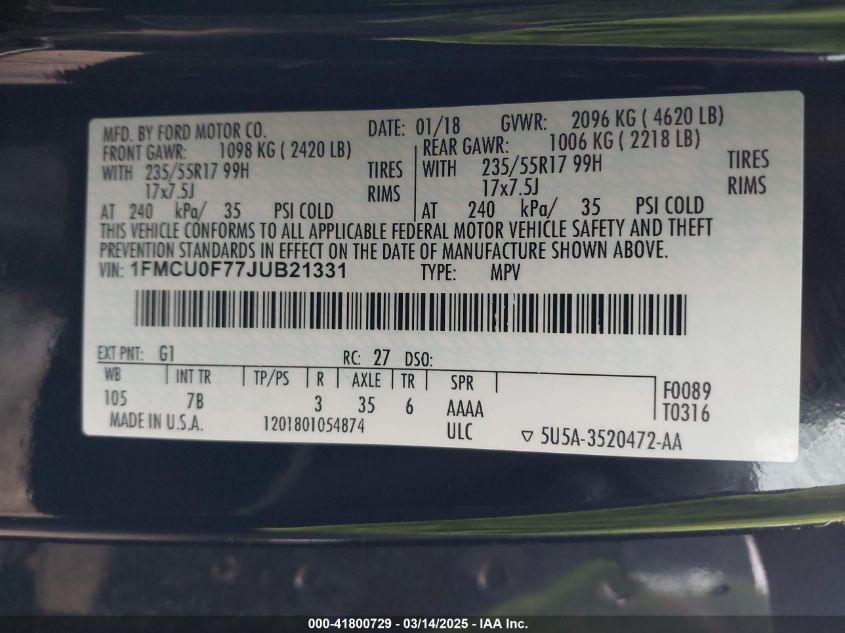 MFD. BY FORD MOTOR CO. DATE: 01/18 GVWR: 2096 KG ( 4620 LB)
FRONT GAWR: 1098 KG ( 2420 LB) REAR GAWR: 1006 KG ( 2218 LB)
WITH 235/55R17 99H TIRES WITH 235/55R17 99H TIRES
17x7.5J RIMS 17x7.5J RIMS
AT 240 kPa/ 35 PSI COLD AT 240 kPa/ 35 PSI COLD
THIS VEHICLE CONFORMS TO ALL APPLICABLE FEDERAL MOTOR VEHICLE SAFETY AND THEFT
PREVENTION STANDARDS IN EFFECT ON THE DATE OF MANUFACTURE SHOWN ABOVE.
VIN: 1FMCU0F77JUB21331 TYPE: MPV
EXT PNT: G1 RC: 27 DSO:
WB INT TR TP/PS R AXLE TR SPR F0089
105 7B 3 35 6 AAAA T0316
MADE IN U.S.A. 1201801054874 ULC ▽ 5U5A-3520472-AA
000-41800729 - 03/14/2025 - IAA Inc.